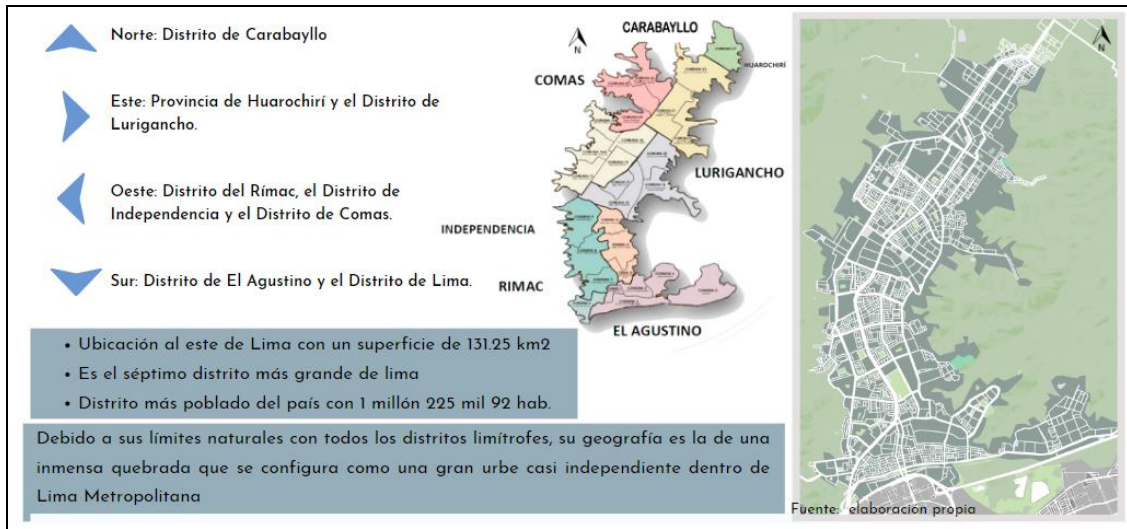 Norte: Distrito de Carabayllo
Este: Provincia de Huarochirí y el Distrito de
Lurigancho.
Oeste: Distrito del Rímac, el Distrito de
Independencia y el Distrito de Comas.
Sur: Distrito de El Agustino y el Distrito de Lima.
N
CARABAYLLO
HUAROCHIRÍ
COMAS
LURIGANCHO
INDEPENDENCIA
RIMAC
EL AGUSTINO
• Ubicación al este de Lima con un superficie de 131.25 km2
• Es el séptimo distrito más grande de lima
• Distrito más poblado del país con 1 millón 225 mil 92 hab.
Debido a sus límites naturales con todos los distritos limítrofes, su geografía es la de una
inmensa quebrada que se configura como una gran urbe casi independiente dentro de
Lima Metropolitana
N
Fuente: elaboracion propia